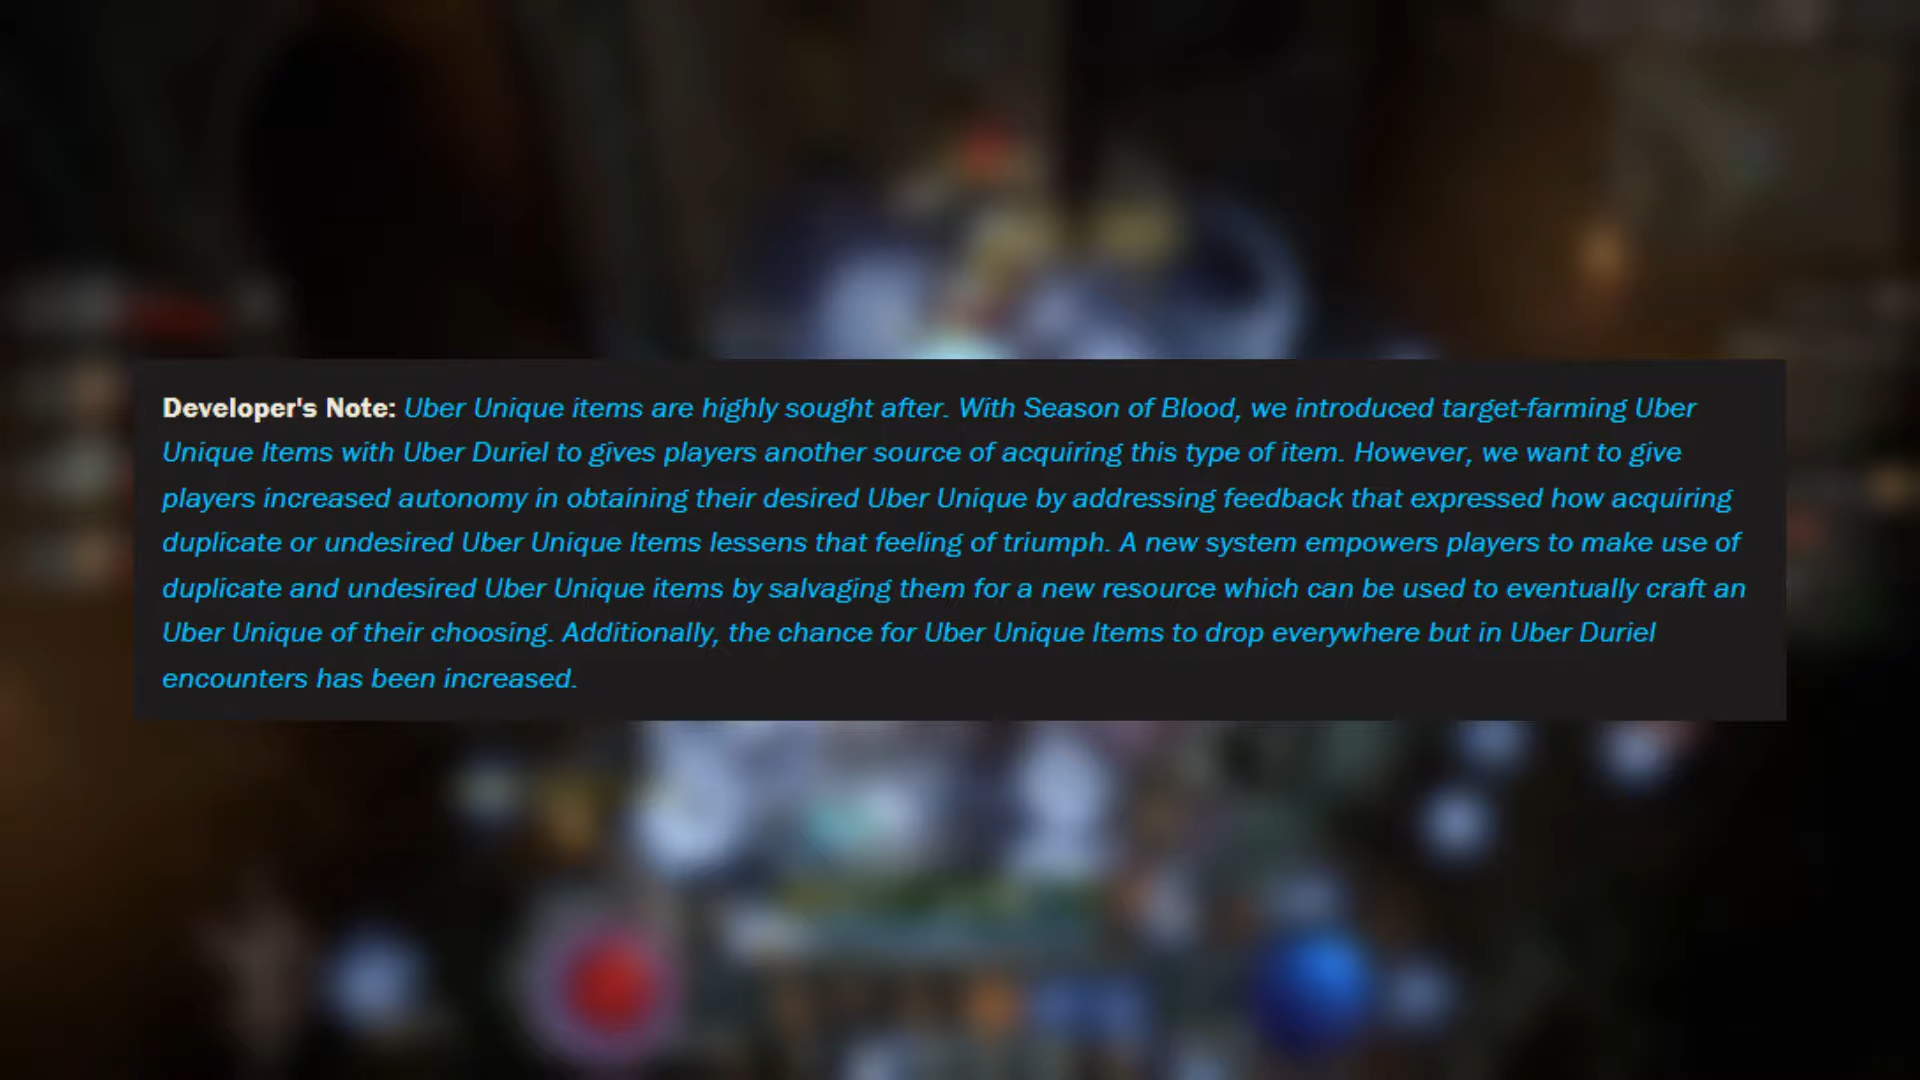 Developer's Note: Uber Unique items are highly sought after. With Season of Blood, we introduced target-farming Uber
Unique Items with Uber Duriel to gives players another source of acquiring this type of item. However, we want to give
players increased autonomy in obtaining their desired Uber Unique by addressing feedback that expressed how acquiring
duplicate or undesired Uber Unique Items lessens that feeling of triumph. A new system empowers players to make use of
duplicate and undesired Uber Unique items by salvaging them for a new resource which can be used to eventually craft an
Uber Unique of their choosing. Additionally, the chance for Uber Unique Items to drop everywhere but in Uber Duriel
encounters has been increased.